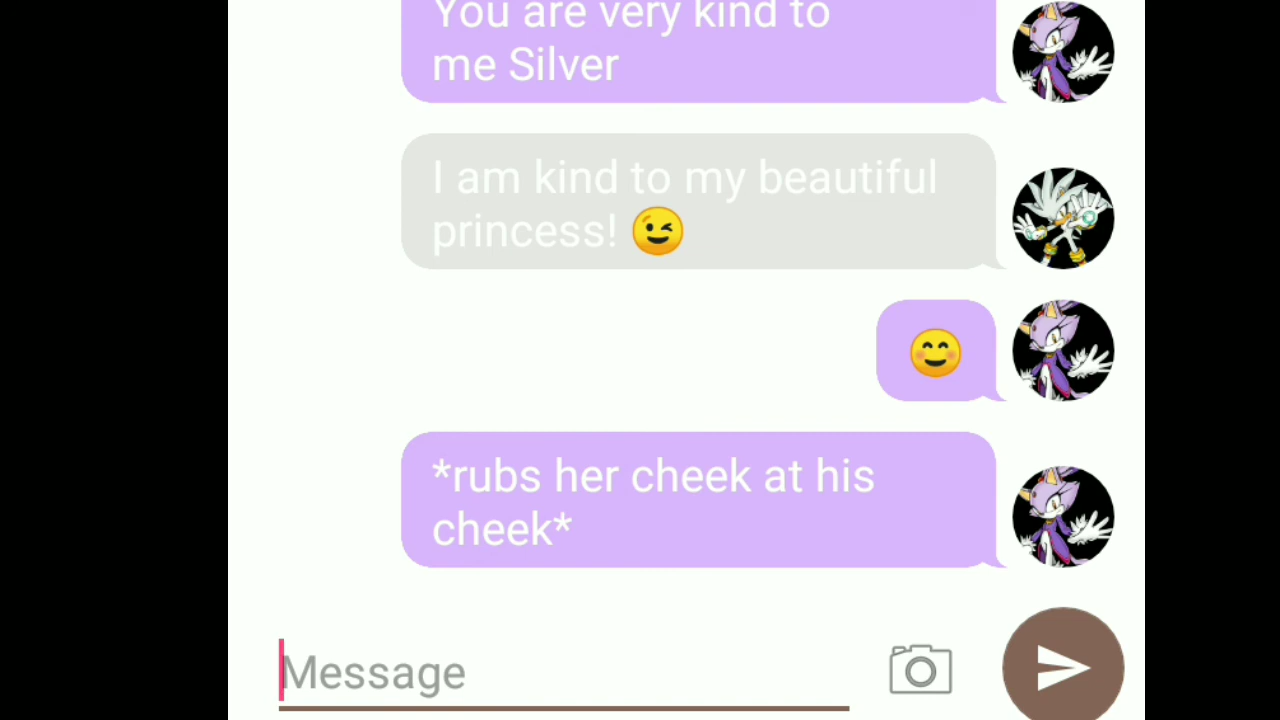 You are very kind to
me Silver
I am kind to my beautiful
princess! 😉
😊
*rubs her cheek at his
cheek*
Message